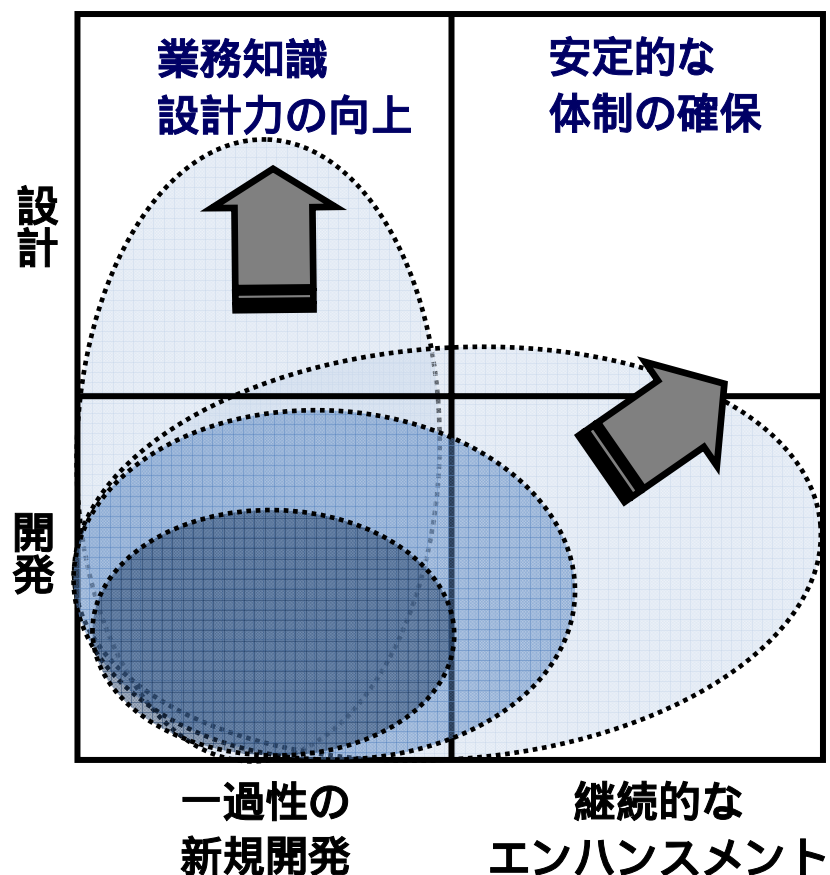 業務知識
設計力の向上
安定的な
体制の確保
設計
開発
一過性の
新規開発
継続的な
エンハンスメント